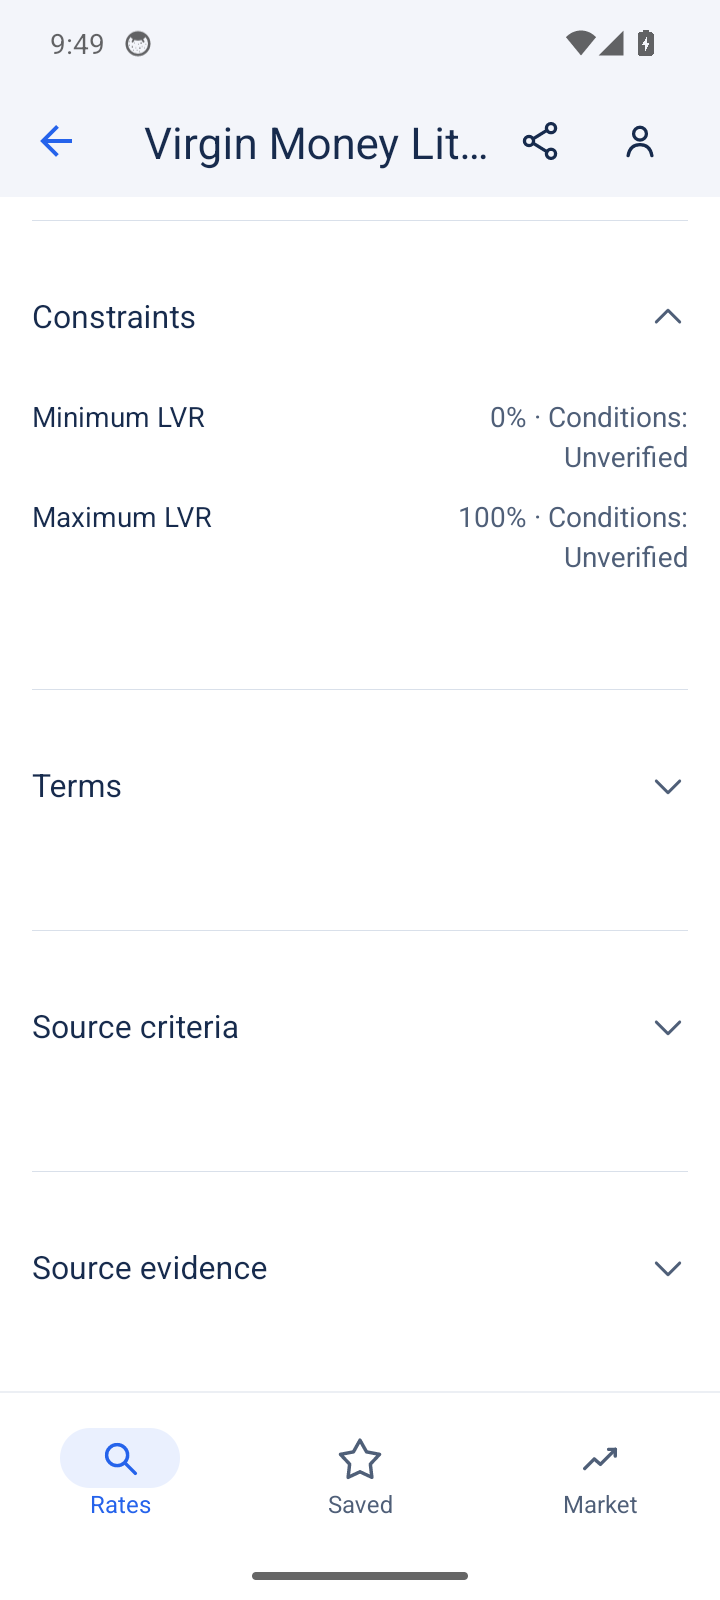 9:49
Virgin Money Lit...
Constraints
Minimum LVR
0% · Conditions:
Unverified
Maximum LVR
100% · Conditions:
Unverified
Terms
Source criteria
Source evidence
Rates
Saved
Market